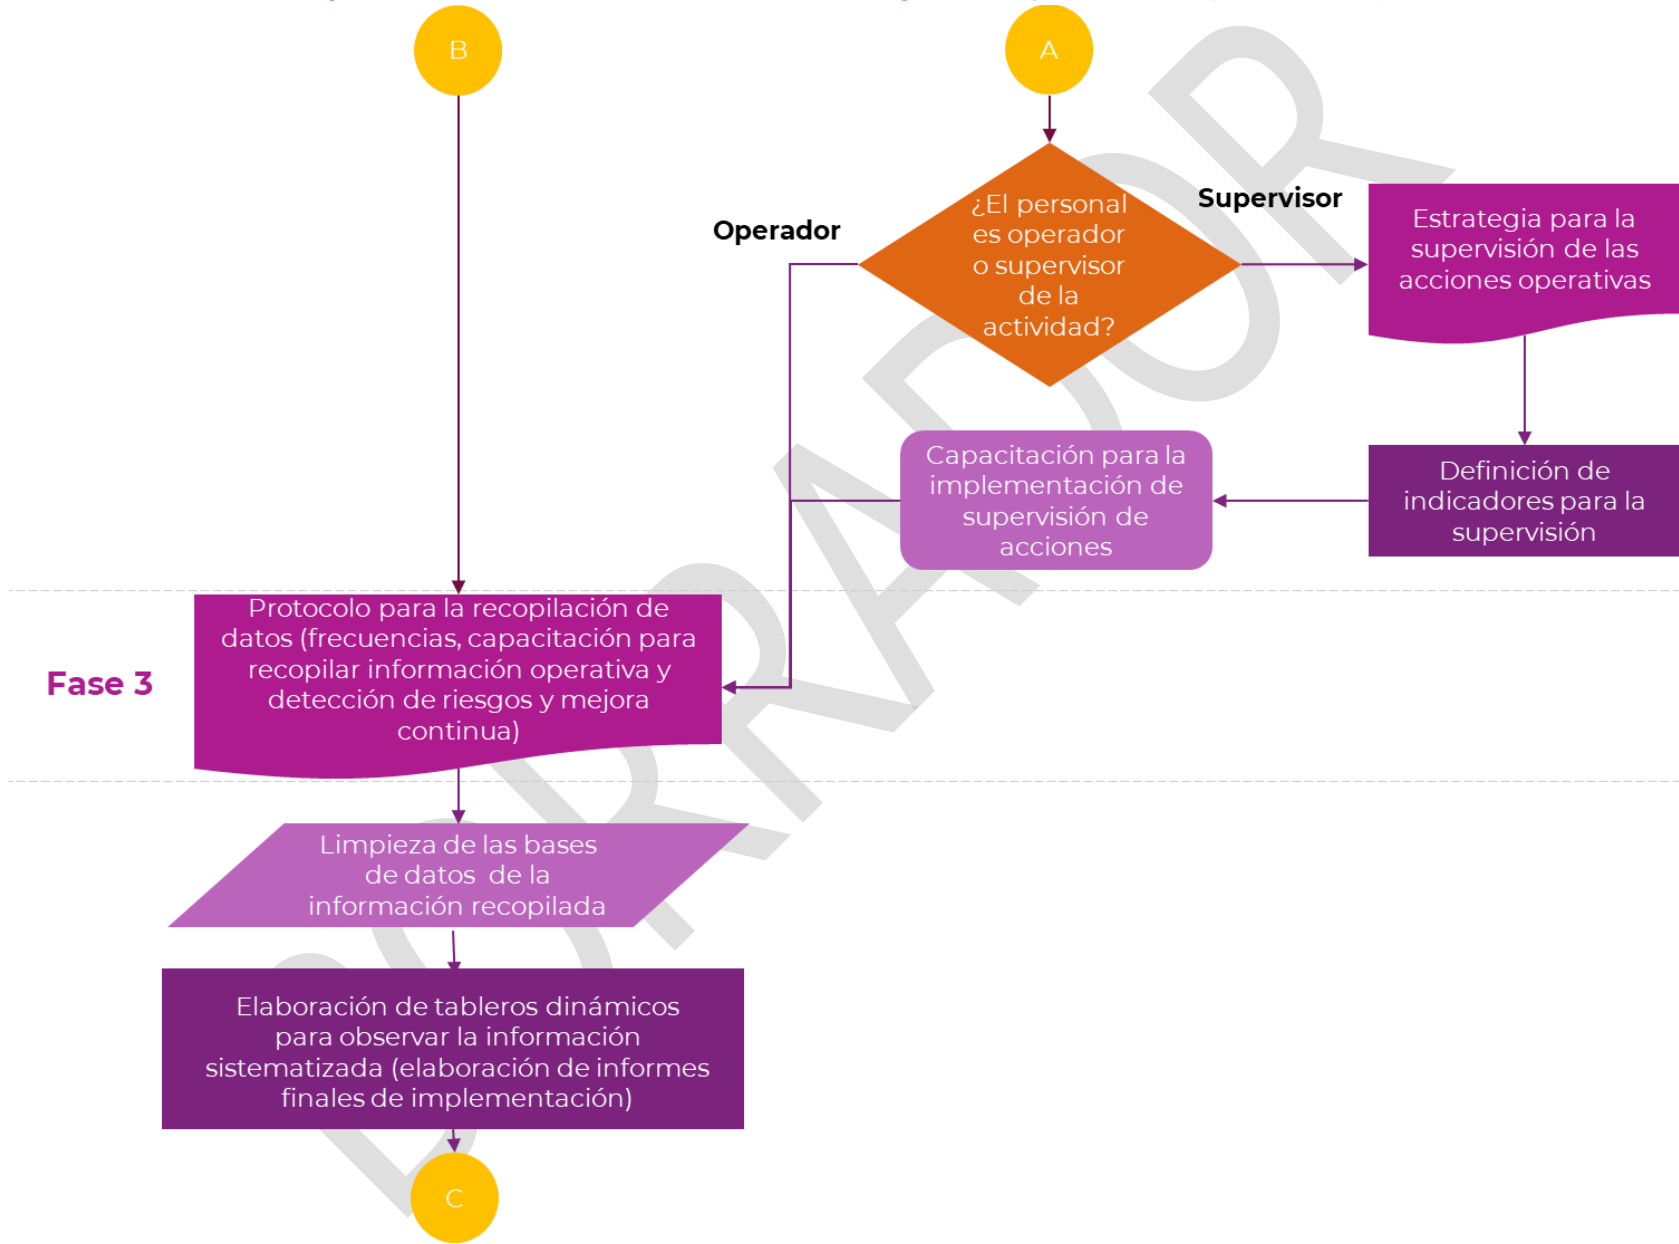 B
A
¿El personal
es operador
o supervisor
de la
actividad?
Operador
Supervisor
Estrategia para la
supervisión de las
acciones operativas
Capacitación para la
implementación de
supervisión de
acciones
Definición de
indicadores para la
supervisión
Fase 3
Protocolo para la recopilación de
datos (frecuencias, capacitación para
recopilar información operativa y
detección de riesgos y mejora
continua)
Limpieza de las bases
de datos de la
información recopilada
Elaboración de tableros dinámicos
para observar la información
sistematizada (elaboración de informes
finales de implementación)
C
BORRADOR